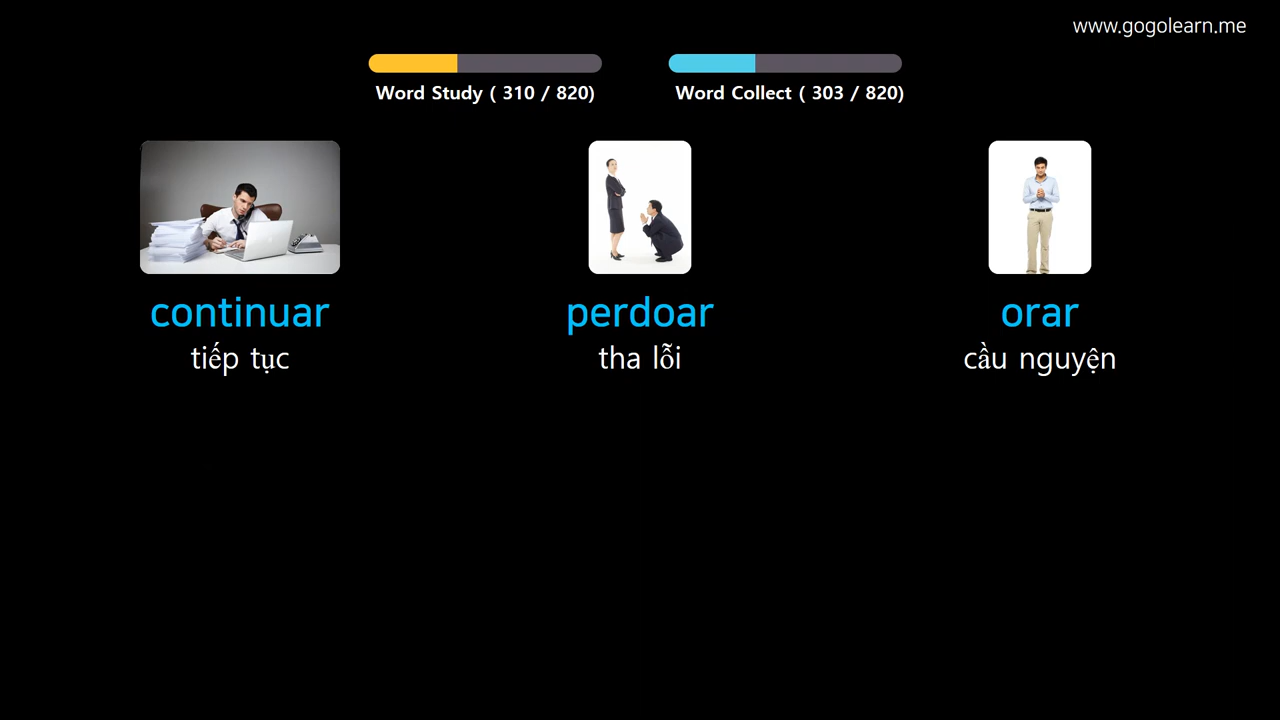 www.gogolearn.me
Word Study ( 310 / 820)
Word Collect ( 303 / 820)
continuar
tiếp tục
perdoar
tha lỗi
orar
cầu nguyện